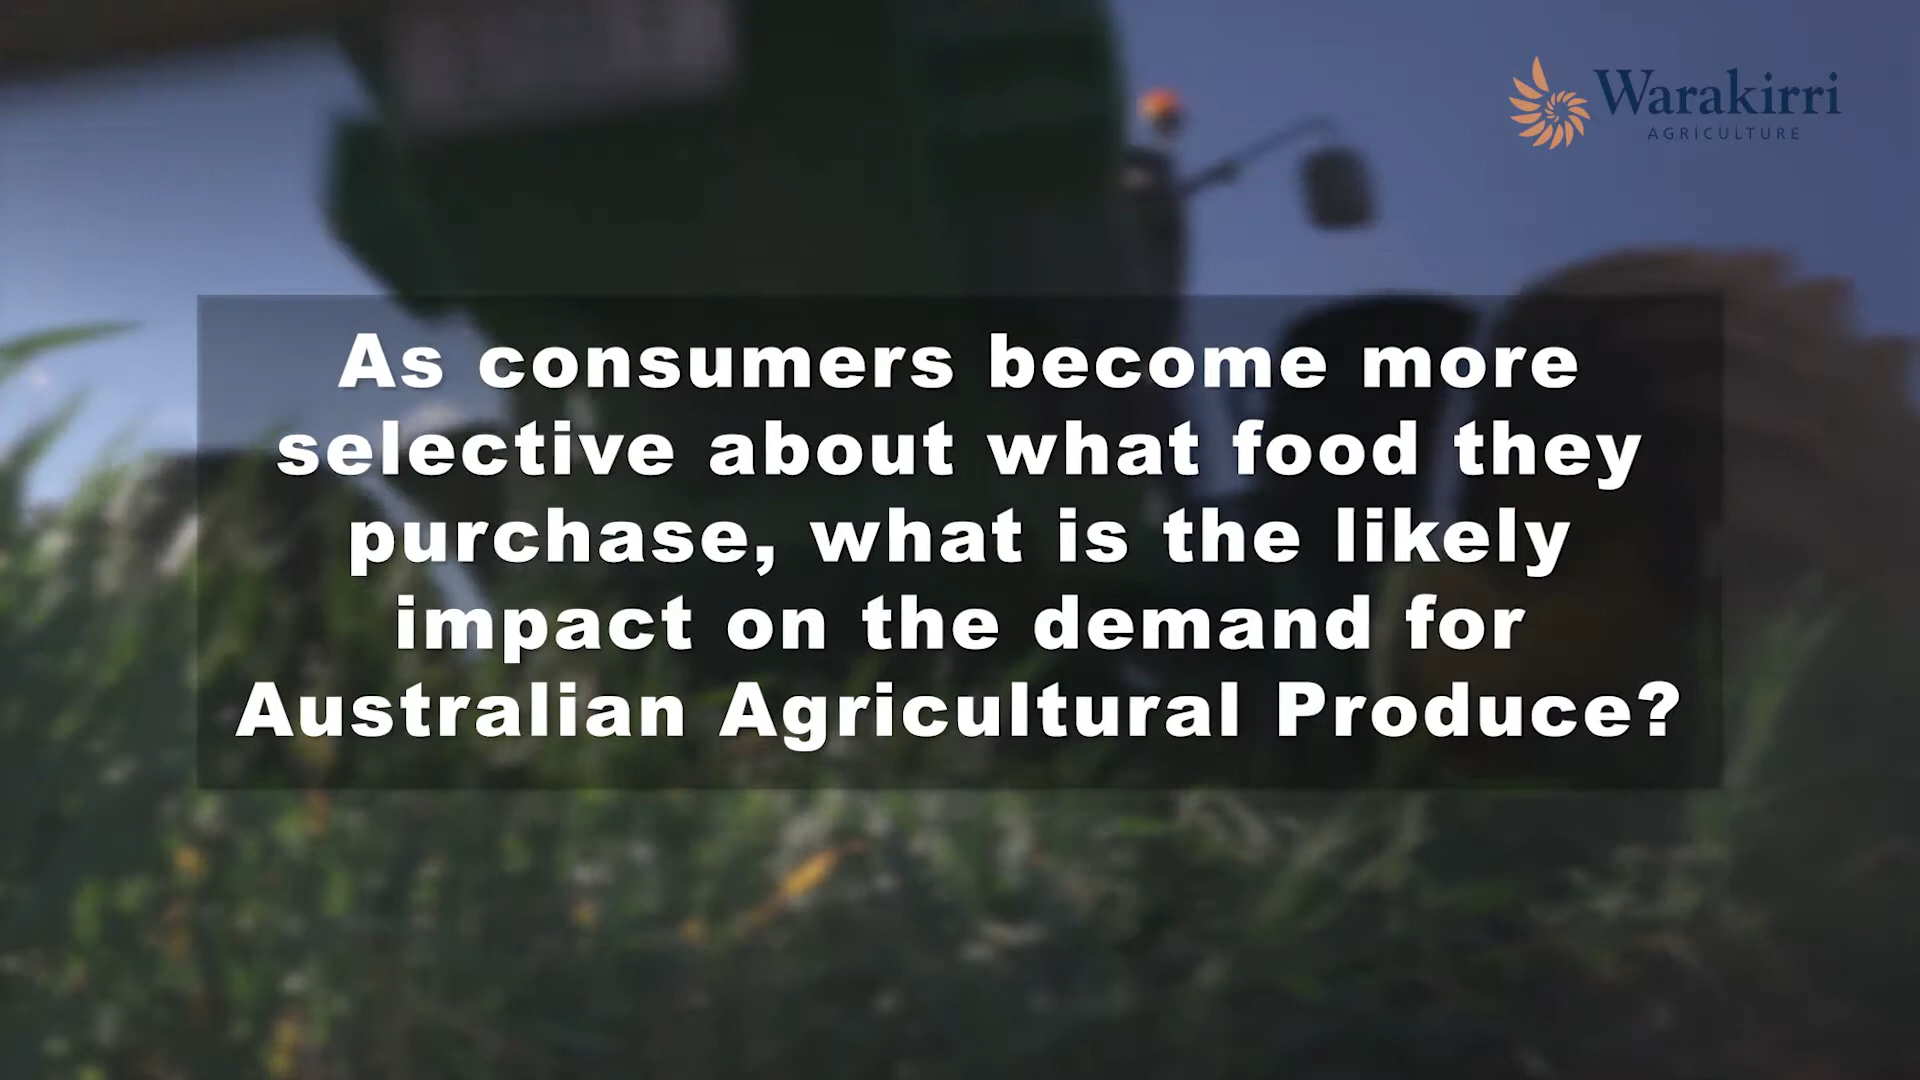 Warakirri
AGRICULTURE
As consumers become more
selective about what food they
purchase, what is the likely
impact on the demand for
Australian Agricultural Produce?